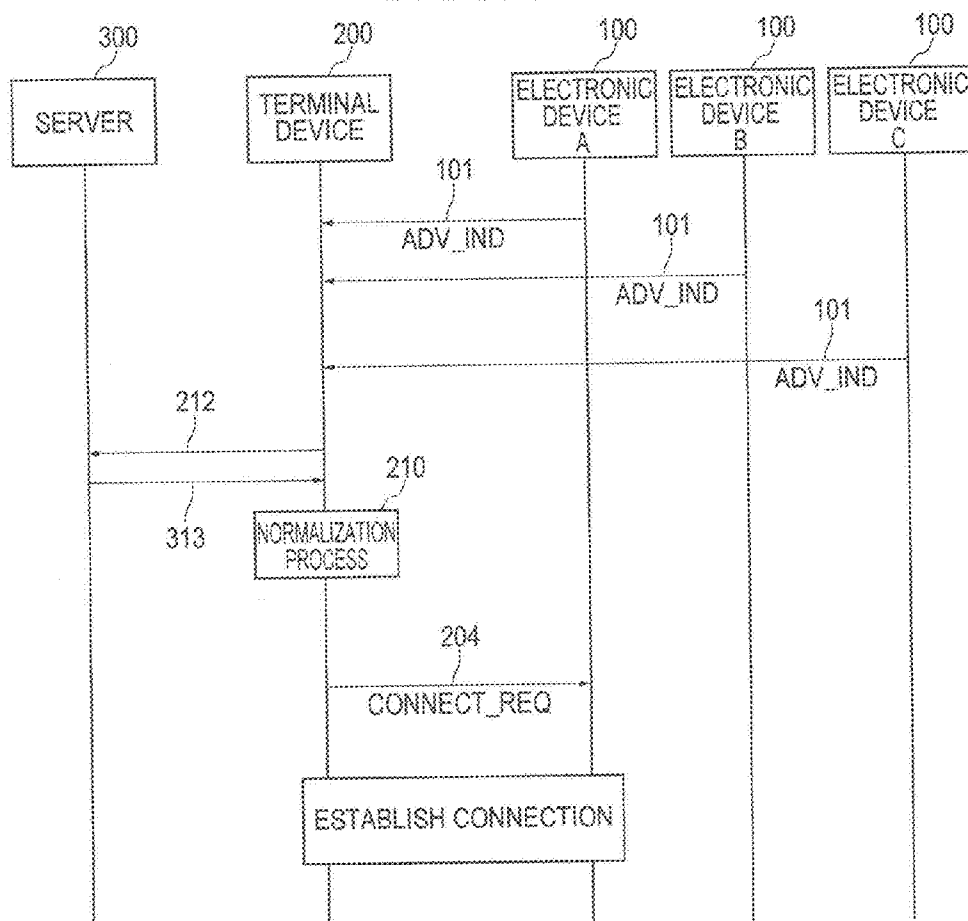 300
200
100
100
100
SERVER
TERMINAL
DEVICE
ELECTRONIC
DEVICE
A
ELECTRONIC
DEVICE
B
ELECTRONIC
DEVICE
C
101
ADV_IND
101
ADV_IND
101
ADV_IND
212
313
210
NORMALIZATION
PROCESS
204
CONNECT_REQ
ESTABLISH CONNECTION